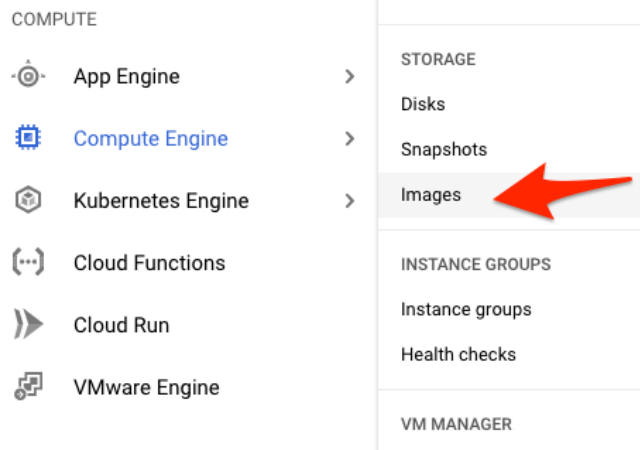 COMPUTE
App Engine
Compute Engine
Kubernetes Engine
Cloud Functions
Cloud Run
VMware Engine
STORAGE
Disks
Snapshots
Images
INSTANCE GROUPS
Instance groups
Health checks
VM MANAGER